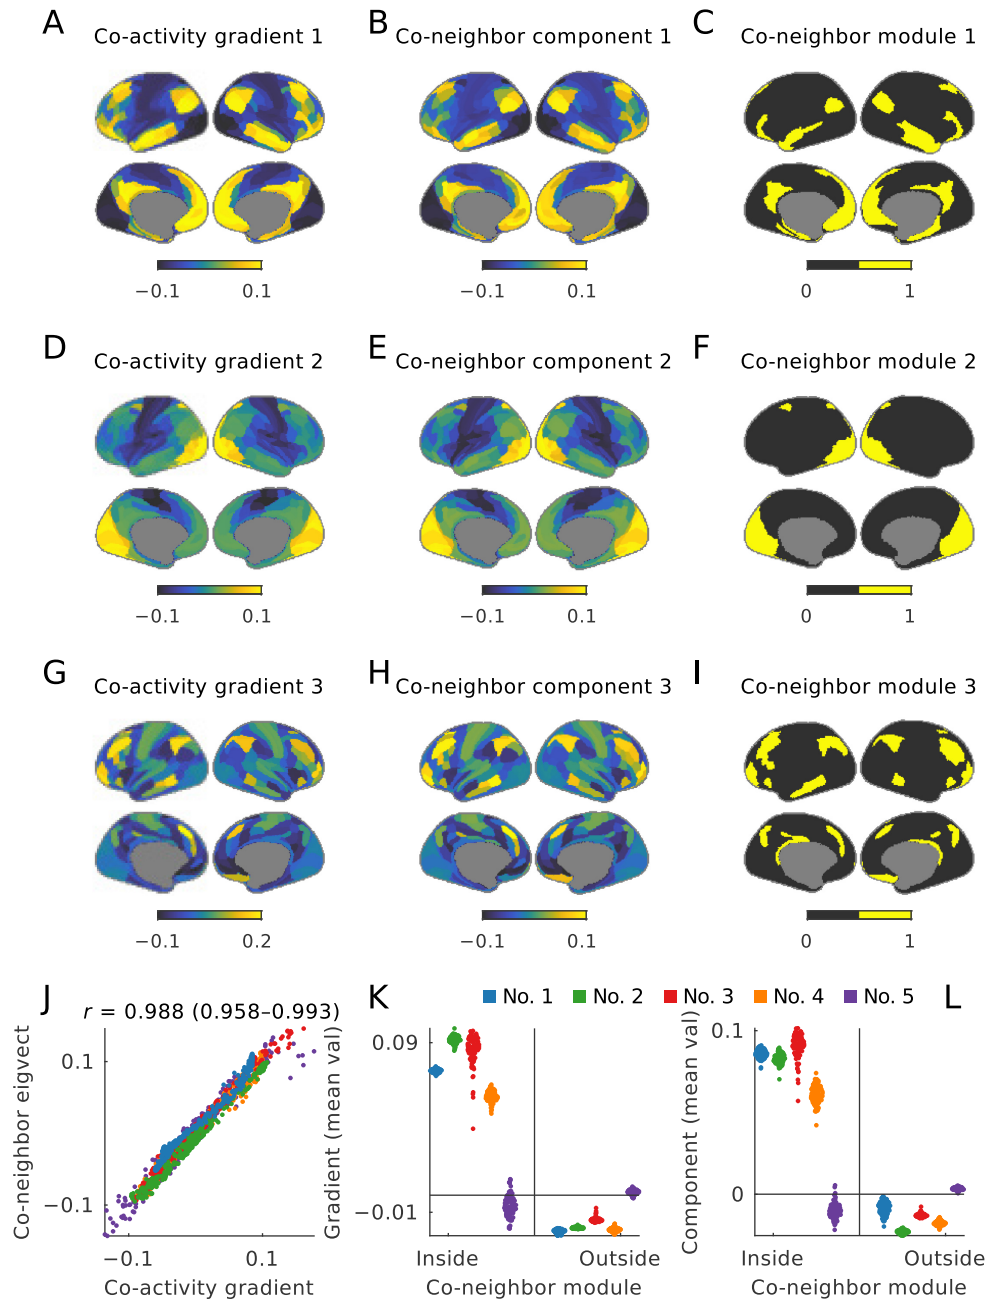 A B C
Co-activity gradient 1 Co-neighbor component 1 Co-neighbor module 1
−0.1 0.1 −0.1 0.1 0 1
D E F
Co-activity gradient 2 Co-neighbor component 2 Co-neighbor module 2
−0.1 0.1 −0.1 0.1 0 1
G H I
Co-activity gradient 3 Co-neighbor component 3 Co-neighbor module 3
−0.1 0.2 −0.1 0.1 0 1
J K No. 1 No. 2 No. 3 No. 4 No. 5 L
r = 0.988 (0.958–0.993)
Co-neighbor eigvect
0.1
−0.1
−0.1 0.1
Co-activity gradient
Gradient (mean val)
0.09
−0.01
Inside Outside
Co-neighbor module
Component (mean val)
0.1
0
Inside Outside
Co-neighbor module